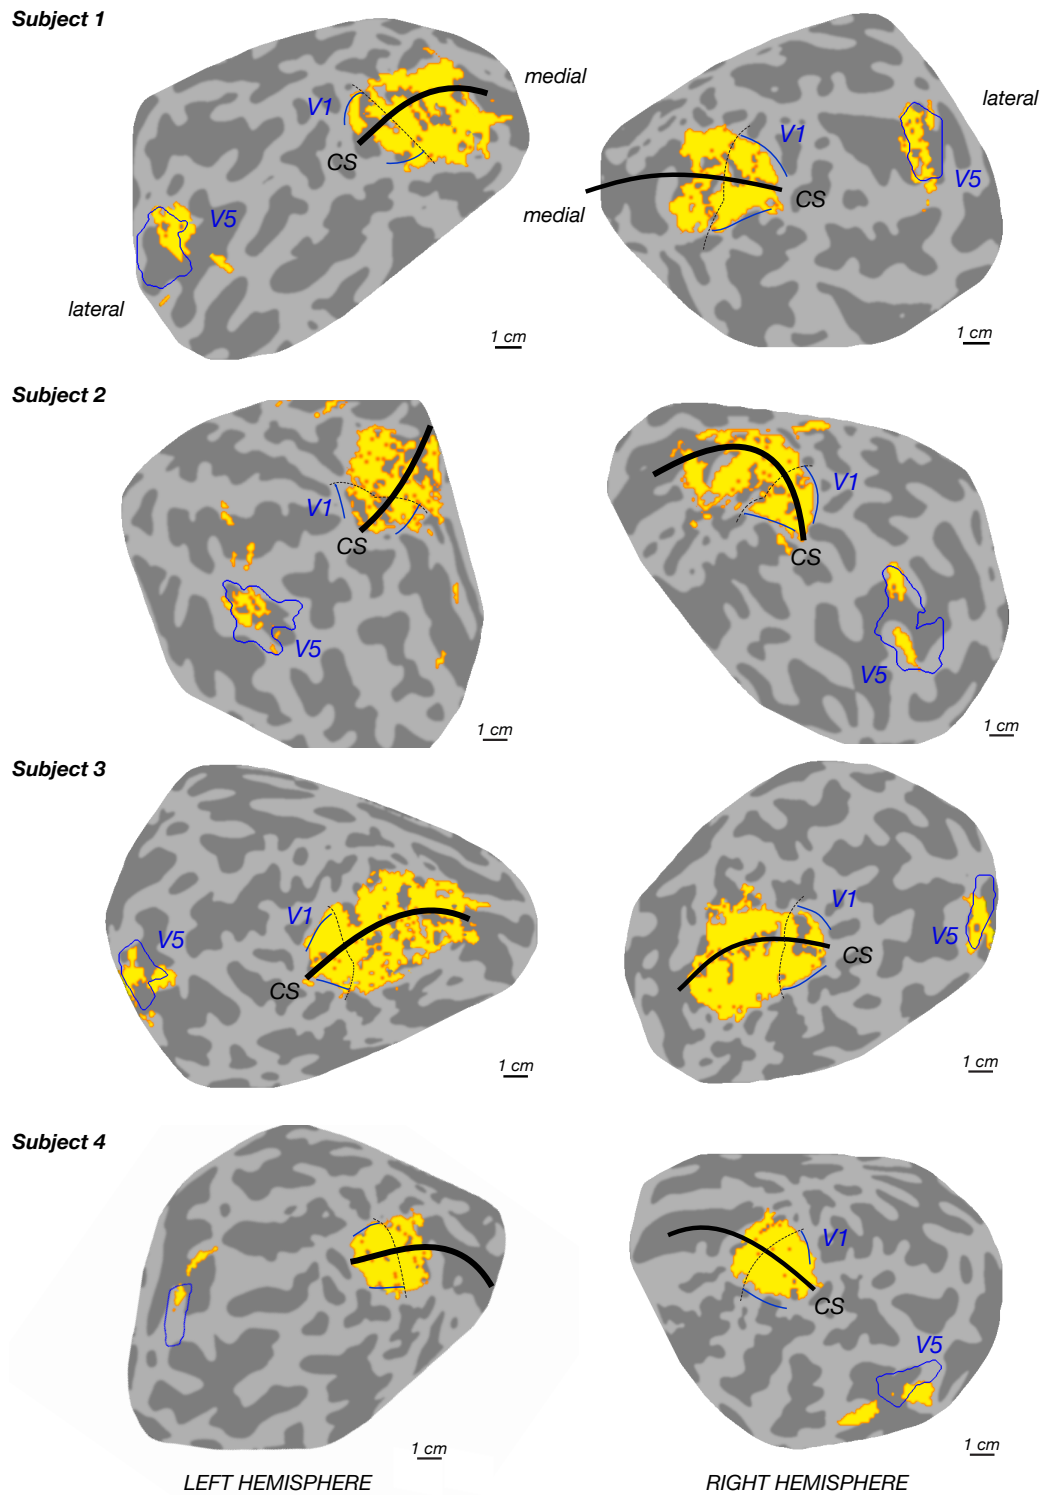 Subject 1
medial
V1
CS
V5
lateral
1 cm
lateral
V1
V5
CS
medial
1 cm
Subject 2
V1
CS
V5
1 cm
V1
CS
V5
1 cm
Subject 3
V1
V5
CS
1 cm
V1
V5
CS
1 cm
Subject 4
1 cm
V1
CS
V5
1 cm
LEFT HEMISPHERE
RIGHT HEMISPHERE